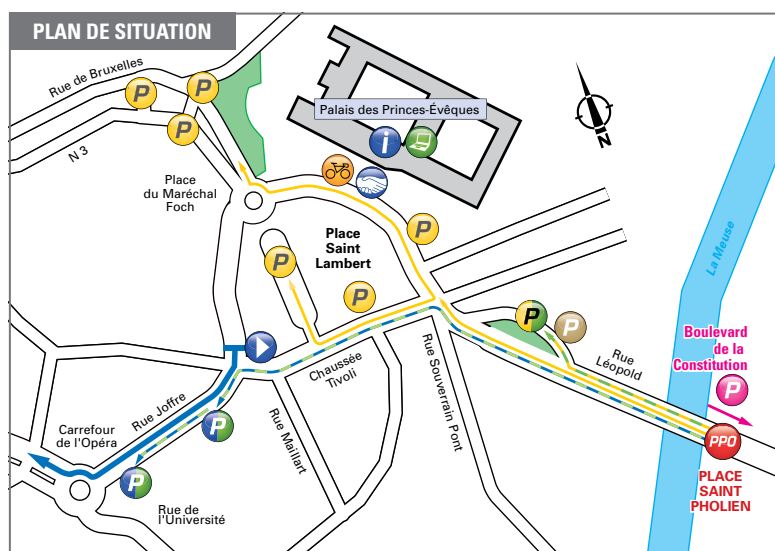 PLAN DE SITUATION
Rue de Bruxelles
P
P
P
N 3
Palais des Princes-Évêques
i
N
Place
du Maréchal
Foch
Place
Saint
Lambert
P
P
P
La Meuse
P
P
Boulevard
de la
Constitution
P
Rue
Léopold
Chaussée
Tivoli
Rue Souverrain Pont
Rue Joffre
Rue Maillart
Carrefour
de l'Opéra
P
P
Rue de
l'Université
PPO
PLACE
SAINT
PHOLIEN